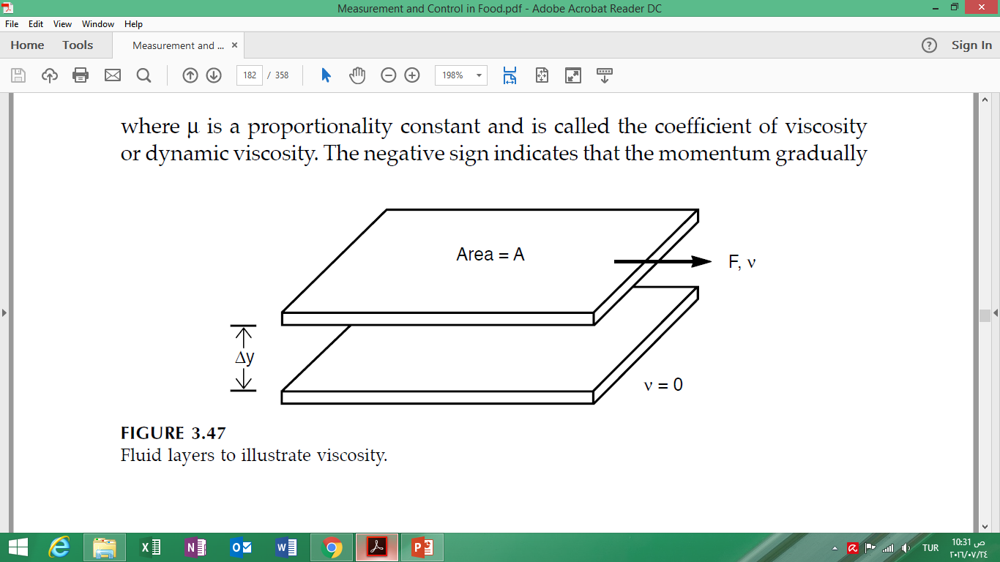 Measurement and Control in Food.pdf - Adobe Acrobat Reader DC
File Edit View Window Help
Home Tools Measurement and ... × ? Sign In
182 / 358 198%
where μ is a proportionality constant and is called the coefficient of viscosity
or dynamic viscosity. The negative sign indicates that the momentum gradually
Area = A
F, ν
Δy
ν = 0
FIGURE 3.47
Fluid layers to illustrate viscosity.
TUR
10:31 ص
٢٠١٦/٠٧/٢٤